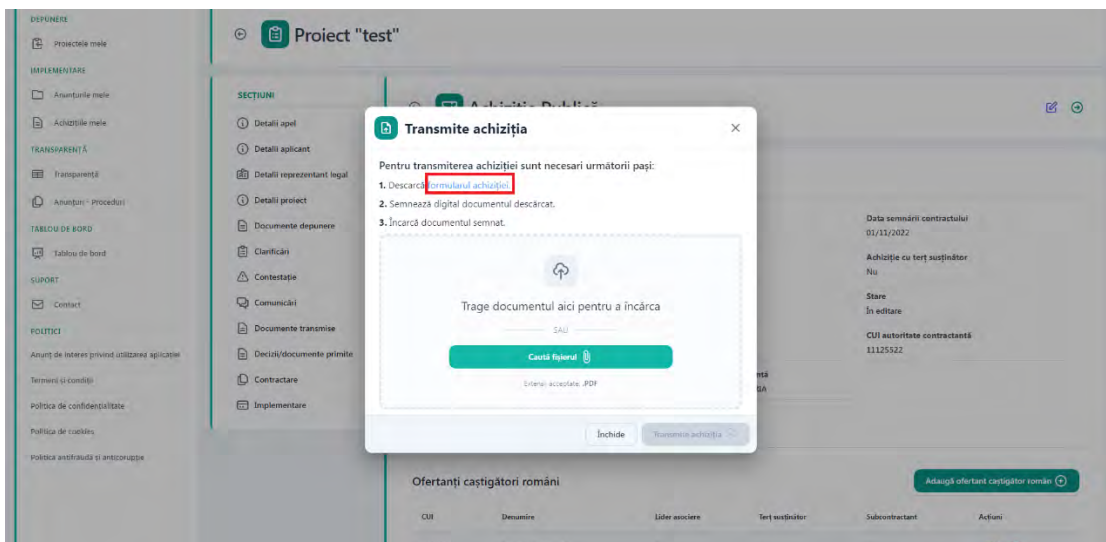 DEPUNERE
Proiectele mele
IMPLEMENTARE
Anunțurile mele
Achizițiile mele
TRANSPARENȚĂ
Transparență
Anunțuri - Proceduri
TABLOU DE BORD
Tablou de bord
SUPORT
Contact
POLITICI
Anunț de interes privind utilizarea aplicației
Termeni și condiții
Politica de confidențialitate
Politica de cookies
Politica antifraudă și anticorupție
Proiect "test"
SECȚIUNI
Detalii apel
Detalii aplicant
Detalii reprezentant legal
Detalii proiect
Documente depunere
Clarificări
Contestație
Comunicări
Documente transmise
Decizii/documente primite
Contractare
Implementare
Achiziție Publică
Transmite achiziția
Pentru transmiterea achiziției sunt necesari următorii pași:
1. Descarcă formularul achiziției.
2. Semnează digital documentul descărcat.
3. Încarcă documentul semnat.
Trage documentul aici pentru a încărca
SAU
Caută fișierul
Extensii acceptate: .PDF
Închide
Transmite achiziția
Data semnării contractului
01/11/2022
Achiziție cu terț susținător
Nu
Stare
În editare
CUI autoritate contractantă
11125522
Ofertanți caștigători români
Adaugă ofertant caștigător român
CUI Denumire Lider asociere Terț susținător Subcontractant Acțiuni